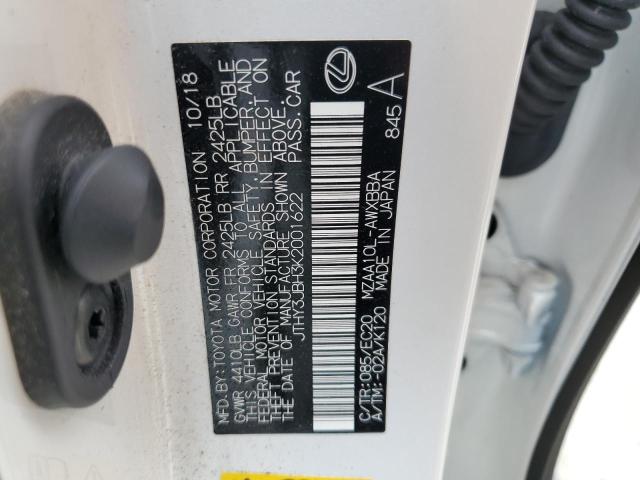 MFD.BY:TOYOTA MOTOR CORPORATION 10/18
GVWR 4410LB GAWR FR 2425LB RR 2425LB
THIS VEHICLE CONFORMS TO ALL APPLICABLE
FEDERAL MOTOR VEHICLE SAFETY, BUMPER, AND
THEFT PREVENTION STANDARDS IN EFFECT ON
THE DATE OF MANUFACTURE SHOWN ABOVE.
JTHY3JBH3K2001622 PASS.CAR
C/TR:085/EC20 MZAA10L-AWXBBA
A/TM:-02A/K120 MADE IN JAPAN
845 A